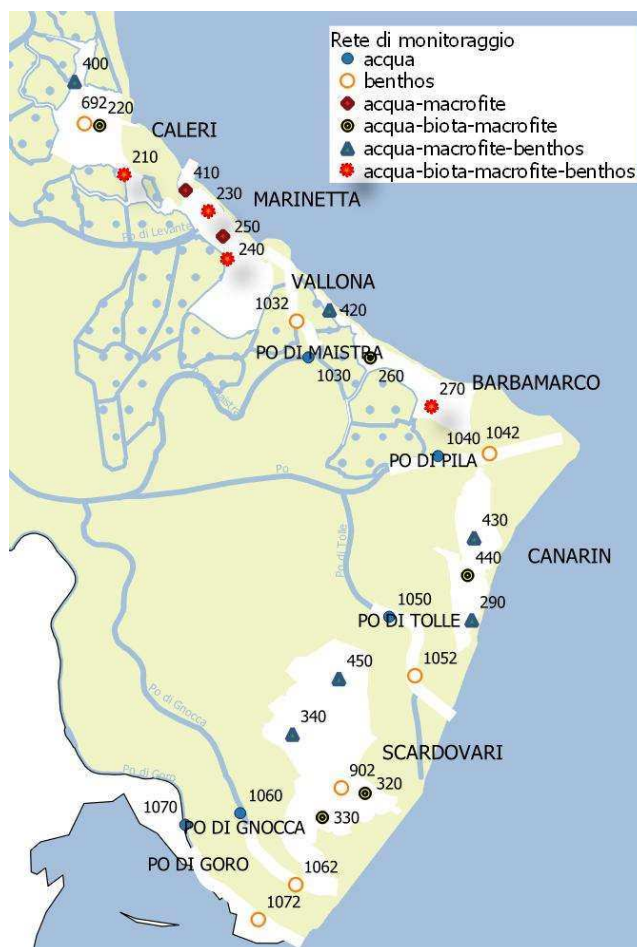 Rete di monitoraggio
acqua
benthos
acqua-macrofite
acqua-biota-macrofite
acqua-macrofite-benthos
acqua-biota-macrofite-benthos
400
692 220
CALERI
210
410
230
MARINETTA
250
Po di Levante
240
VALLONA
1032
420
PO DI MAISTRA
1030
260
270
BARBAMARCO
1040
1042
PO DI PILA
Po
430
Po di Tolle
440
CANARIN
1050
290
PO DI TOLLE
1052
450
Po di Gnocca
340
SCARDOVARI
902
320
Po di Goro
1060
1070
330
PO DI GNOCCA
PO DI GORO
1062
1072